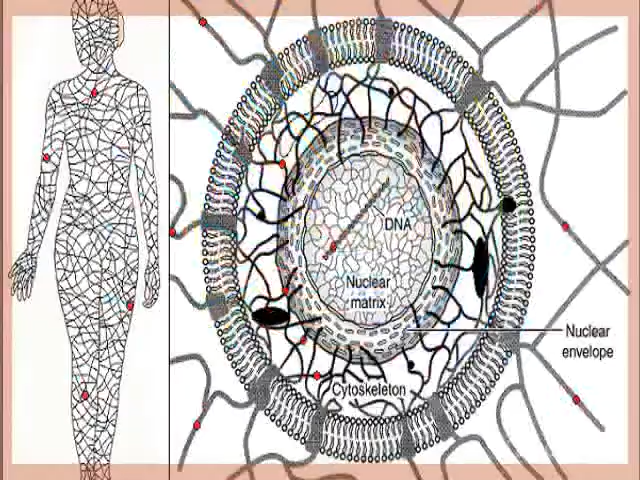 DNA
Nuclear
matrix
Nuclear
envelope
Cytoskeleton